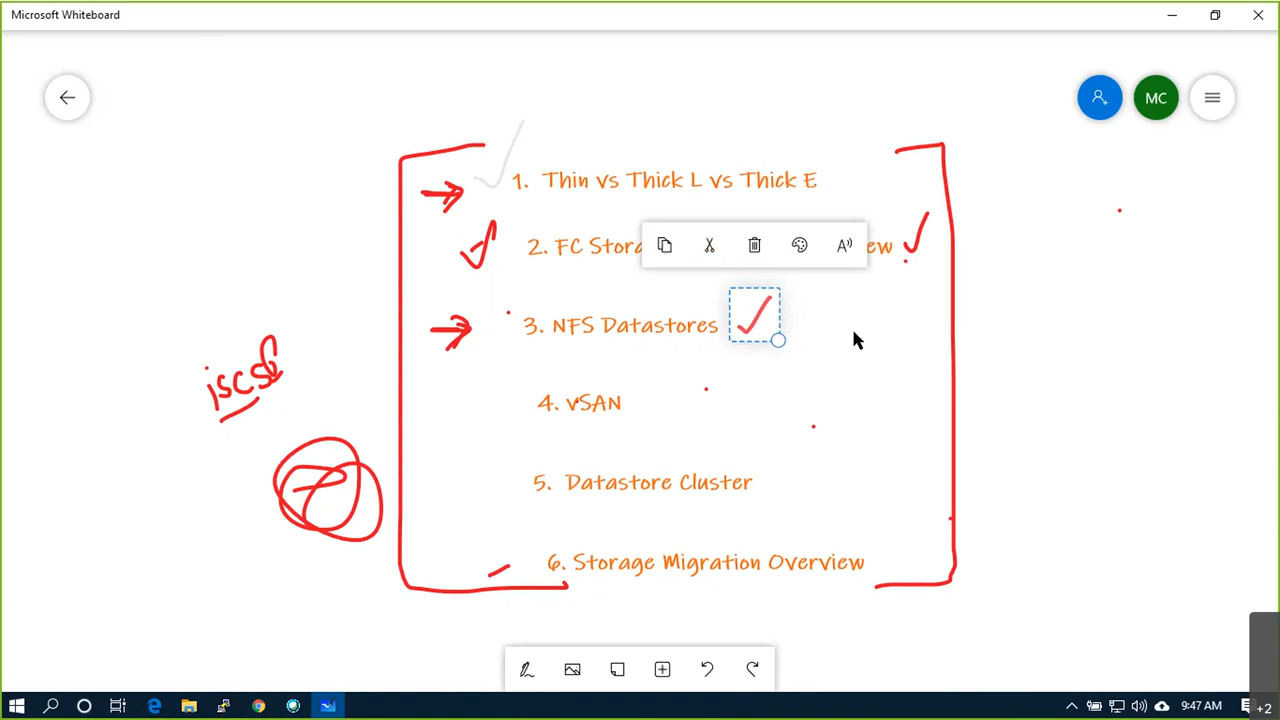 Microsoft Whiteboard
MC
1. Thin vs Thick L vs Thick E
2. FC Stora ew
3. NFS Datastores
iscsi
4. vSAN
5. Datastore Cluster
6. Storage Migration Overview
9:47 AM
+2